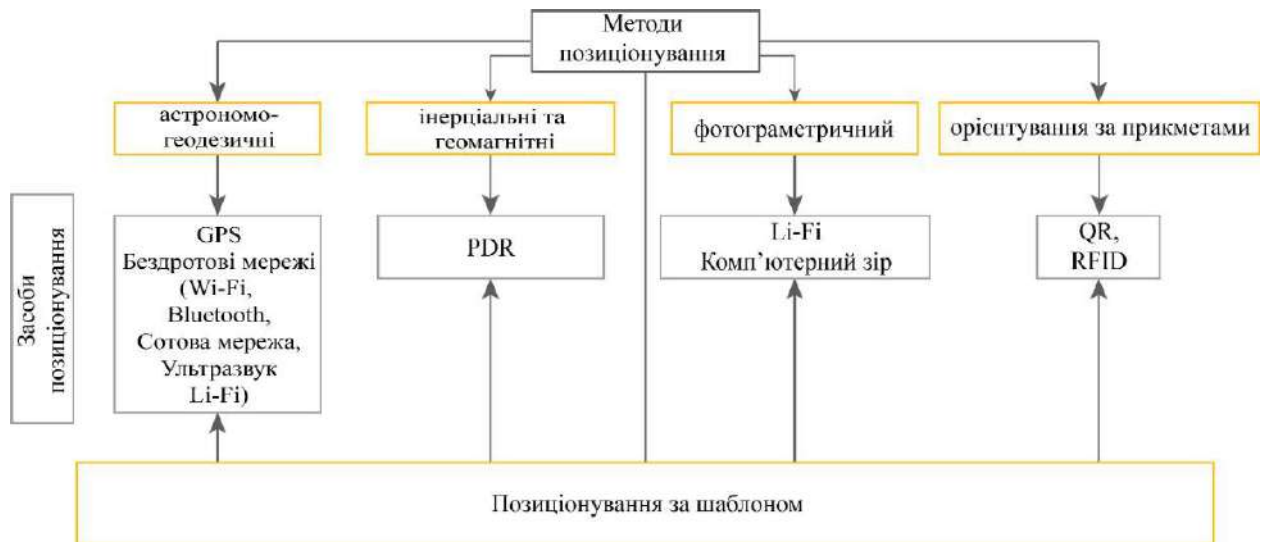 Методи
позиціонування
астрономо-
геодезичні
інерціальні та
геомагнітні
фотограметричний
орієнтування за прикметами
Засоби
позиціонування
GPS
Бездротові мережі
(Wi-Fi,
Bluetooth,
Сотова мережа,
Ультразвук
Li-Fi)
PDR
Li-Fi
Комп’ютерний зір
QR,
RFID
Позиціонування за шаблоном